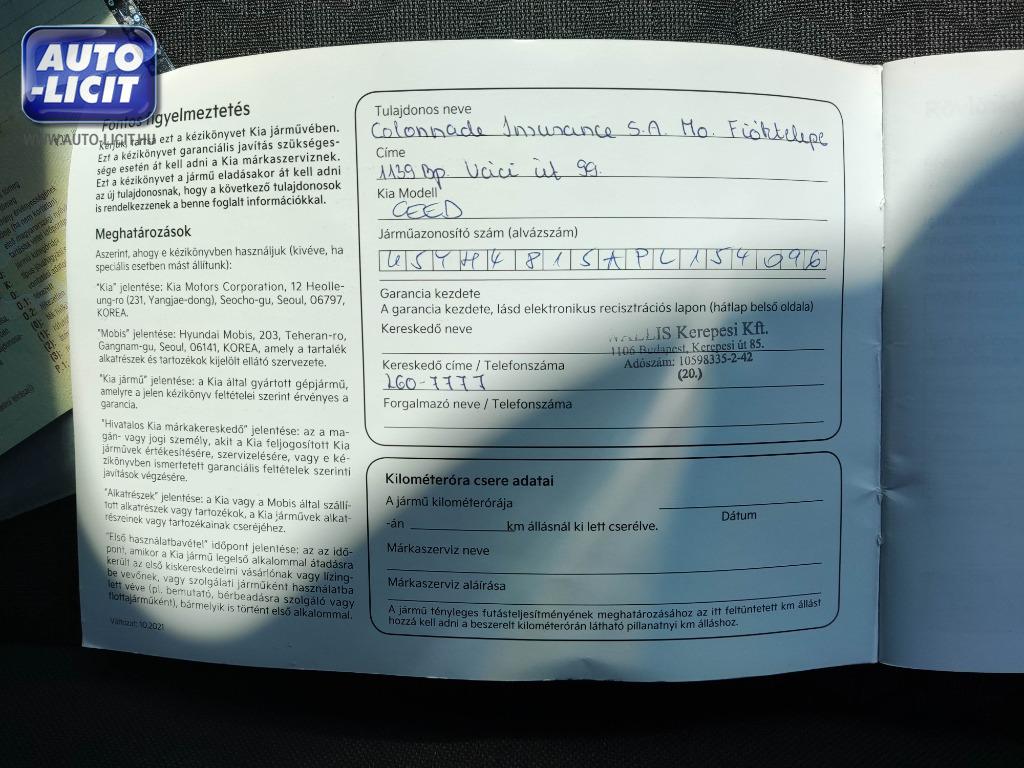 AUTO
-LICIT
WWW.AUTO-LICIT.HU
Fontos figyelmeztetés
Kérjük, tartsa ezt a kézikönyvet Kia járművében.
Ezt a kézikönyvet garanciális javítás szükséges-
sége esetén át kell adni a Kia márkaszerviznek.
Ezt a kézikönyvet a jármű eladásakor át kell adni
az új tulajdonosnak, hogy a következő tulajdonosok
is rendelkezzenek a benne foglalt információkkal.
Meghatározások
Aszerint, ahogy e kézikönyvben használjuk (kivéve, ha
speciális esetben mást állítunk):
"Kia" jelentése: Kia Motors Corporation, 12 Heolle-
ung-ro (231, Yangjae-dong), Seocho-gu, Seoul, 06797,
KOREA.
"Mobis" jelentése: Hyundai Mobis, 203, Teheran-ro,
Gangnam-gu, Seoul, 06141, KOREA, amely a tartalék
alkatrészek és tartozékok kijelölt ellátó szervezete.
"Kia jármű" jelentése: a Kia által gyártott gépjármű,
amelyre a jelen kézikönyv feltételei szerint érvényes a
garancia.
"Hivatalos Kia márkakereskedő" jelentése: az a ma-
gán- vagy jogi személy, akit a Kia feljogosított Kia
járművek értékesítésére, szervizelésére, vagy e ké-
zikönyvben ismertetett garanciális feltételek szerinti
javítások végzésére.
"Alkatrészek" jelentése: a Kia vagy a Mobis által szállí-
tott alkatrészek vagy tartozékok, a Kia járművek alkat-
részeinek vagy tartozékainak cseréjéhez.
"Első használatbavétel" időpont jelentése: az az idő-
pont, amikor a Kia jármű legelső alkalommal átadásra
került az első kiskereskedelmi vásárlónak vagy lízing-
be vevőnek, vagy szolgálati járműként használatba
lett véve (pl. bemutató, bérbeadásra szolgáló vagy
flottajárműként), bármelyik is történt első alkalommal.
Változat: 10.2021
Tulajdonos neve
Colonnade Insurance S.A. Mo. Fióktelepe
Címe
1139 Bp. Váci út 99.
Kia Modell
CEED
Járműazonosító szám (alvázszám)
U5YH4815APL154096
Garancia kezdete
A garancia kezdete, lásd elektronikus recisztrációs lapon (hátlap belső oldala)
Kereskedő neve
WALLIS Kerepesi Kft.
1106 Budapest, Kerepesi út 85.
Adószám: 10598335-2-42
(20.)
Kereskedő címe / Telefonszáma
260-7777
Forgalmazó neve / Telefonszáma
Kilométeróra csere adatai
A jármű kilométerórája
Dátum
-án km állásnál ki lett cserélve.
Márkaszerviz neve
Márkaszerviz aláírása
A jármű tényleges futásteljesítményének meghatározásához az itt feltüntetett km állást
hozzá kell adni a beszerelt kilométerórán látható pillanatnyi km álláshoz.